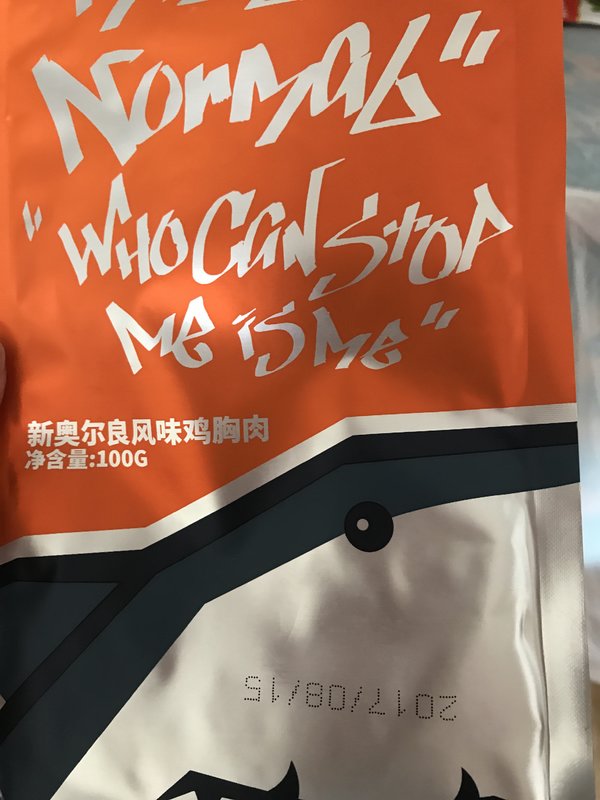 Normal"
"WHO CAN STOP
Me is Me"
新奥尔良风味鸡胸肉
净含量:100G
2017/08/15